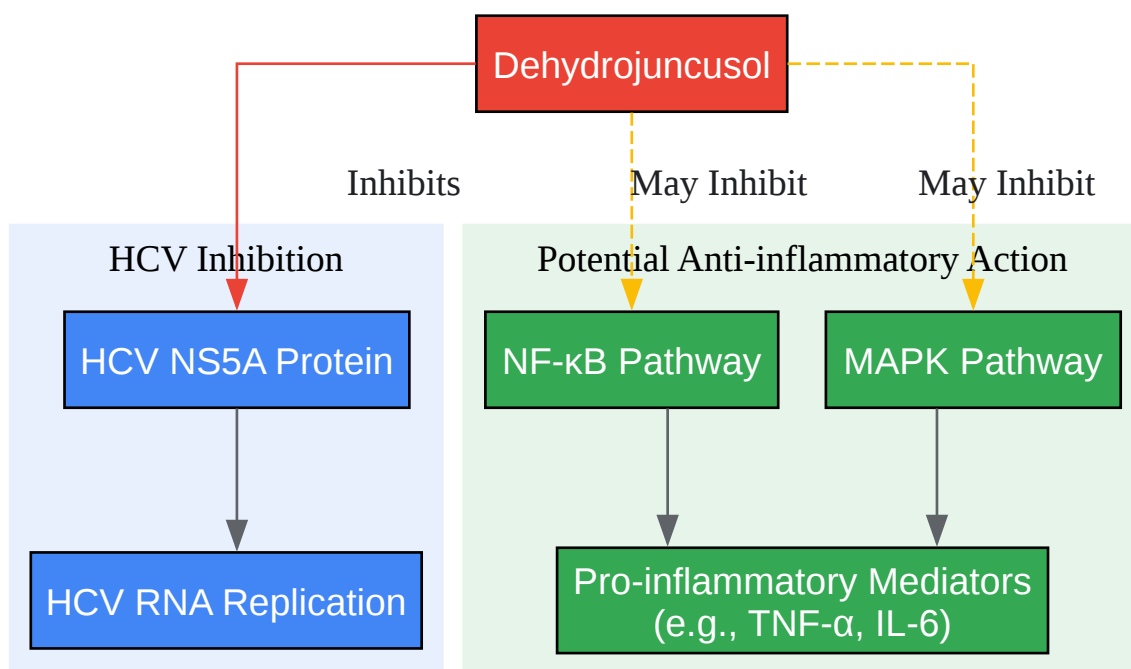 Dehydrojuncusol
Inhibits
May Inhibit
May Inhibit
HCV Inhibition
Potential Anti-inflammatory Action
HCV NS5A Protein
NF-κB Pathway
MAPK Pathway
HCV RNA Replication
Pro-inflammatory Mediators
(e.g., TNF-α, IL-6)